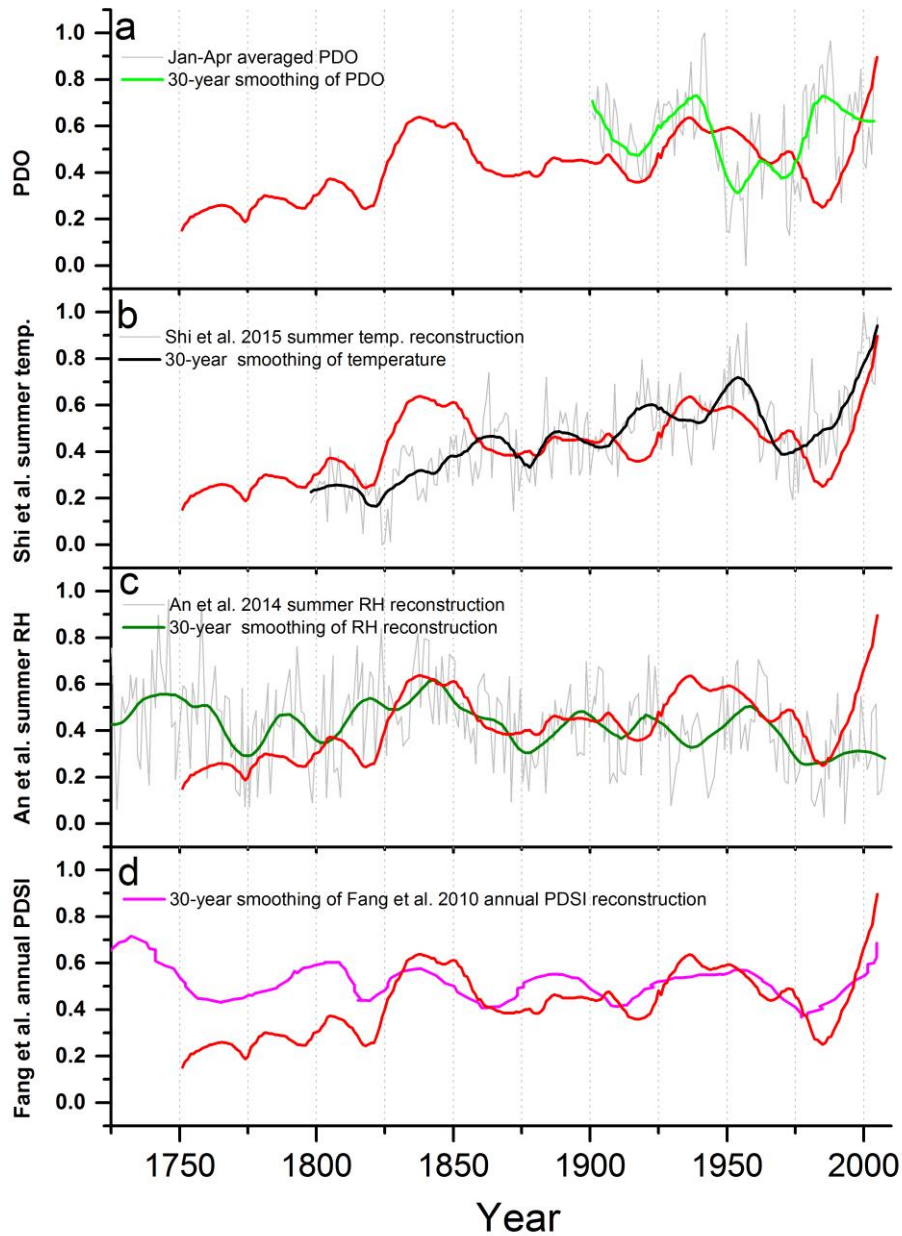 a
Jan-Apr averaged PDO
30-year smoothing of PDO
PDO
1.0
0.8
0.6
0.4
0.2
0.0
b
Shi et al. 2015 summer temp. reconstruction
30-year smoothing of temperature
Shi et al. summer temp.
1.0
0.8
0.6
0.4
0.2
0.0
c
An et al. 2014 summer RH reconstruction
30-year smoothing of RH reconstruction
An et al. summer RH
1.0
0.8
0.6
0.4
0.2
0.0
d
30-year smoothing of Fang et al. 2010 annual PDSI reconstruction
Fang et al. annual PDSI
1.0
0.8
0.6
0.4
0.2
0.0
1750 1800 1850 1900 1950 2000
Year